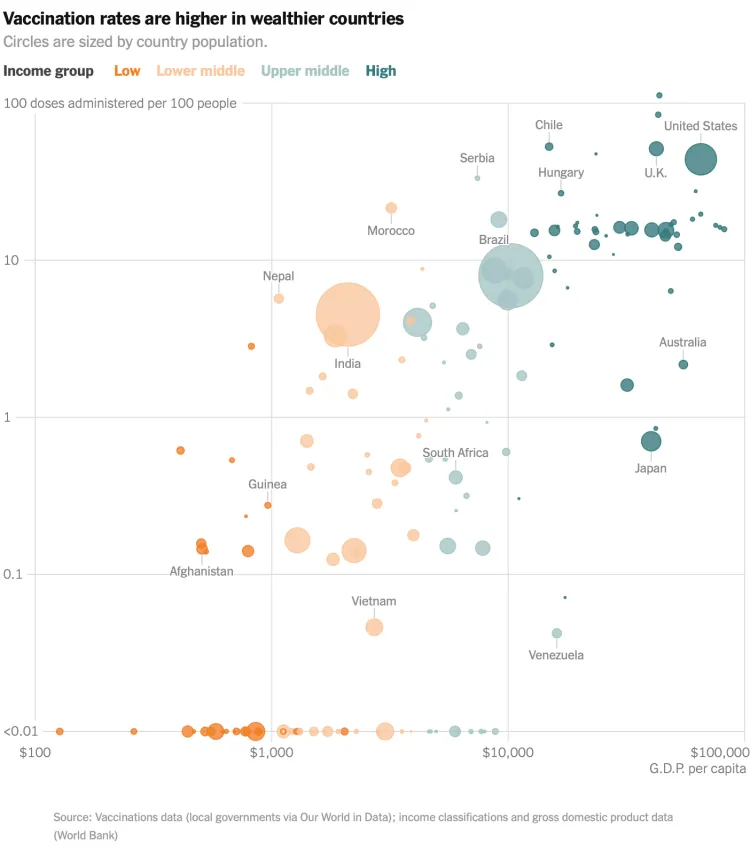 Vaccination rates are higher in wealthier countries
Circles are sized by country population.
Income group Low Lower middle Upper middle High
100 doses administered per 100 people
United States
Chile
Serbia
Hungary
U.K.
Morocco
Brazil
10
Nepal
India
Australia
1
South Africa
Japan
Guinea
0.1
Afghanistan
Vietnam
Venezuela
<0.01
$100 $1,000 $10,000 $100,000
G.D.P. per capita
Source: Vaccinations data (local governments via Our World in Data); income classifications and gross domestic product data
(World Bank)